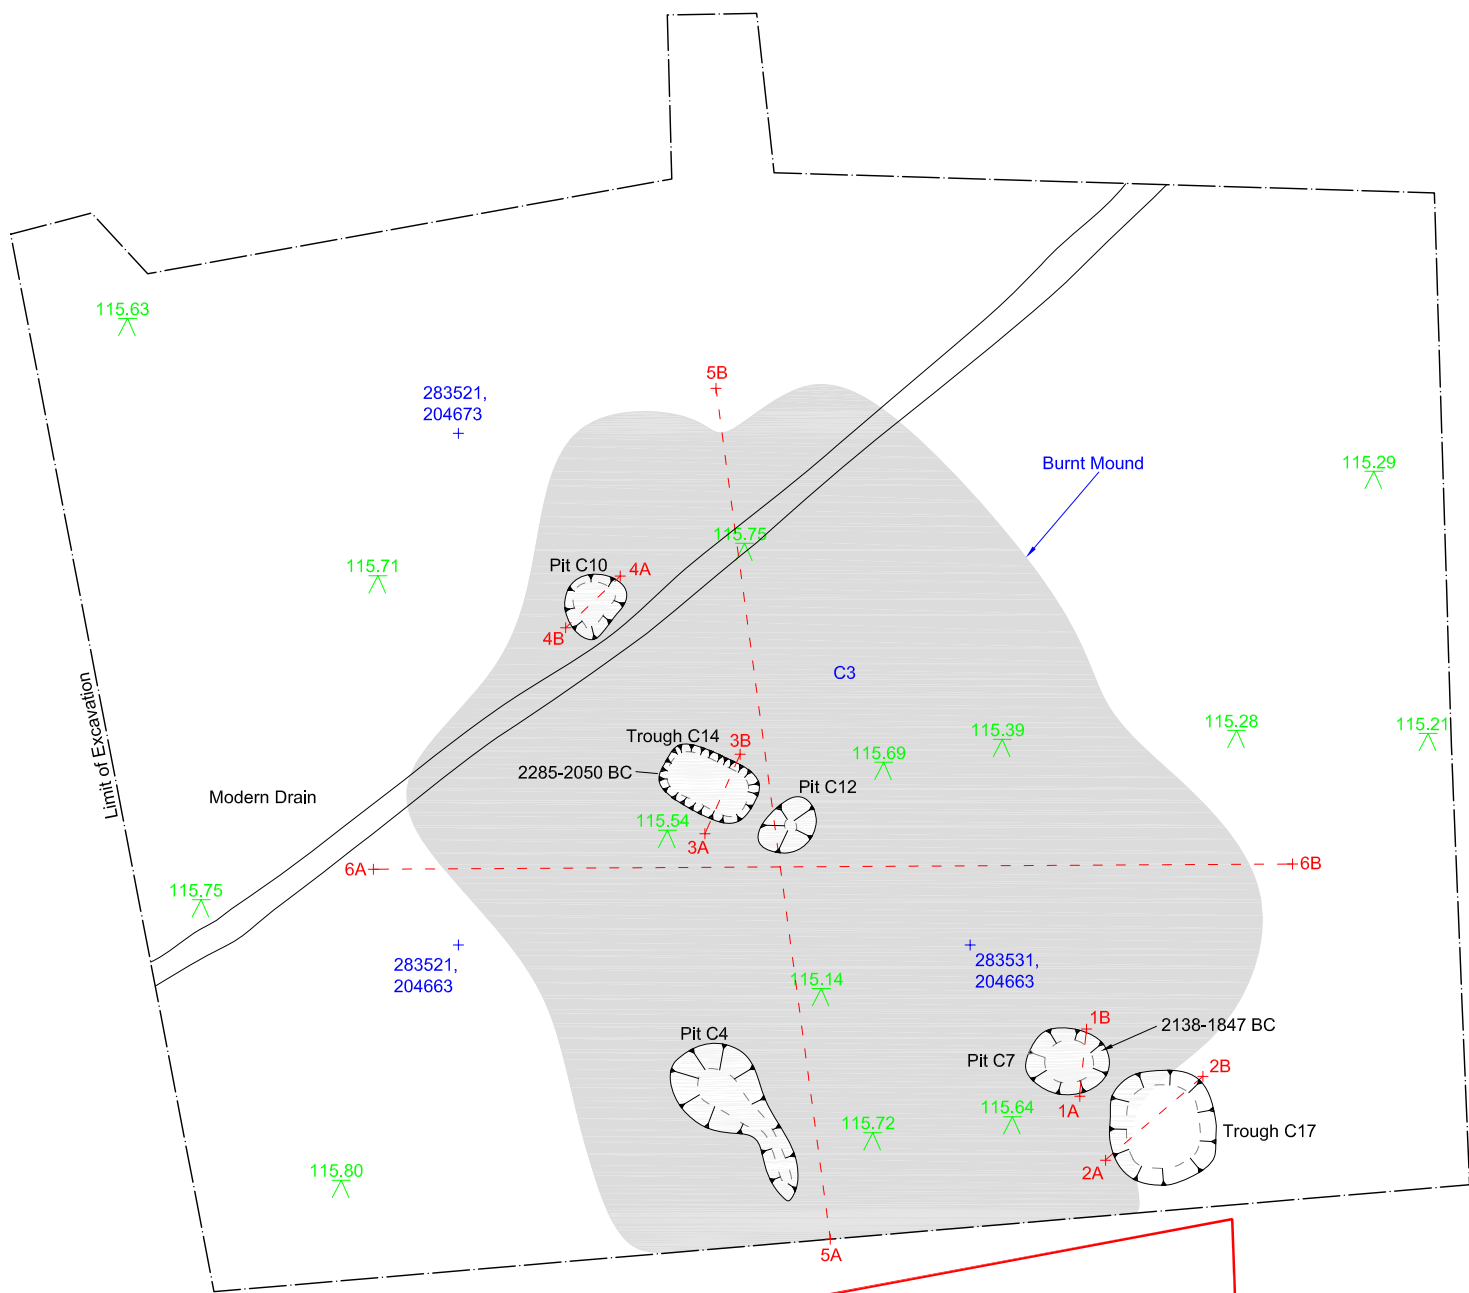 115.63
283521,
204673
5B
Burnt Mound
115.29
115.75
115.71
Pit C10
4A
4B
C3
Limit of Excavation
Trough C14
3B
2285-2050 BC
115.69
115.39
115.28
115.21
Pit C12
Modern Drain
115.54
3A
6A
6B
115.75
283521,
204663
283531,
204663
115.14
Pit C4
1B
2138-1847 BC
Pit C7
2B
1A
115.64
115.72
Trough C17
2A
115.80
5A